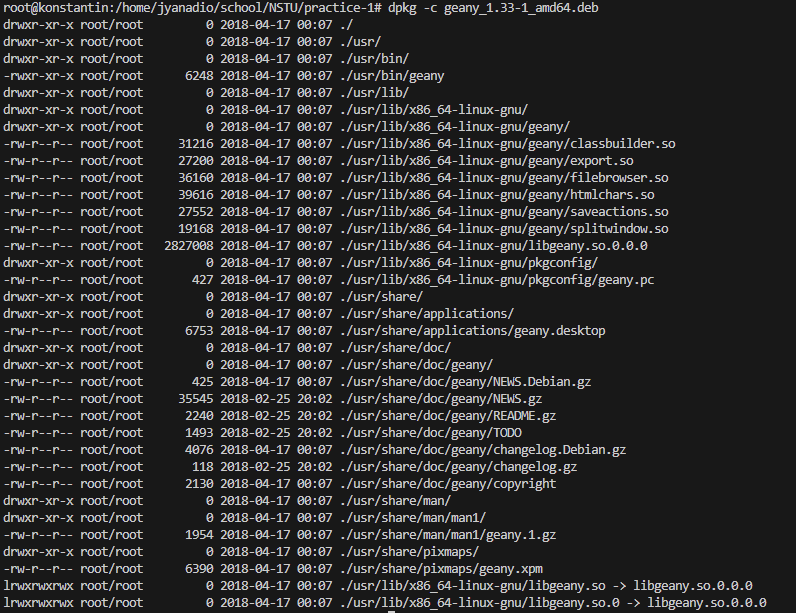 root@konstantin:/home/jyanadio/school/NSTU/practice-1# dpkg -c geany_1.33-1_amd64.deb
drwxr-xr-x root/root         0 2018-04-17 00:07 ./
drwxr-xr-x root/root         0 2018-04-17 00:07 ./usr/
drwxr-xr-x root/root         0 2018-04-17 00:07 ./usr/bin/
-rwxr-xr-x root/root      6248 2018-04-17 00:07 ./usr/bin/geany
drwxr-xr-x root/root         0 2018-04-17 00:07 ./usr/lib/
drwxr-xr-x root/root         0 2018-04-17 00:07 ./usr/lib/x86_64-linux-gnu/
drwxr-xr-x root/root         0 2018-04-17 00:07 ./usr/lib/x86_64-linux-gnu/geany/
-rw-r--r-- root/root     31216 2018-04-17 00:07 ./usr/lib/x86_64-linux-gnu/geany/classbuilder.so
-rw-r--r-- root/root     27200 2018-04-17 00:07 ./usr/lib/x86_64-linux-gnu/geany/export.so
-rw-r--r-- root/root     36160 2018-04-17 00:07 ./usr/lib/x86_64-linux-gnu/geany/filebrowser.so
-rw-r--r-- root/root     39616 2018-04-17 00:07 ./usr/lib/x86_64-linux-gnu/geany/htmlchars.so
-rw-r--r-- root/root     27552 2018-04-17 00:07 ./usr/lib/x86_64-linux-gnu/geany/saveactions.so
-rw-r--r-- root/root     19168 2018-04-17 00:07 ./usr/lib/x86_64-linux-gnu/geany/splitwindow.so
-rw-r--r-- root/root   2827008 2018-04-17 00:07 ./usr/lib/x86_64-linux-gnu/libgeany.so.0.0.0
drwxr-xr-x root/root         0 2018-04-17 00:07 ./usr/lib/x86_64-linux-gnu/pkgconfig/
-rw-r--r-- root/root       427 2018-04-17 00:07 ./usr/lib/x86_64-linux-gnu/pkgconfig/geany.pc
drwxr-xr-x root/root         0 2018-04-17 00:07 ./usr/share/
drwxr-xr-x root/root         0 2018-04-17 00:07 ./usr/share/applications/
-rw-r--r-- root/root      6753 2018-04-17 00:07 ./usr/share/applications/geany.desktop
drwxr-xr-x root/root         0 2018-04-17 00:07 ./usr/share/doc/
drwxr-xr-x root/root         0 2018-04-17 00:07 ./usr/share/doc/geany/
-rw-r--r-- root/root       425 2018-04-17 00:07 ./usr/share/doc/geany/NEWS.Debian.gz
-rw-r--r-- root/root     35545 2018-02-25 20:02 ./usr/share/doc/geany/NEWS.gz
-rw-r--r-- root/root      2240 2018-02-25 20:02 ./usr/share/doc/geany/README.gz
-rw-r--r-- root/root      1493 2018-02-25 20:02 ./usr/share/doc/geany/TODO
-rw-r--r-- root/root      4076 2018-04-17 00:07 ./usr/share/doc/geany/changelog.Debian.gz
-rw-r--r-- root/root       118 2018-02-25 20:02 ./usr/share/doc/geany/changelog.gz
-rw-r--r-- root/root      2130 2018-04-17 00:07 ./usr/share/doc/geany/copyright
drwxr-xr-x root/root         0 2018-04-17 00:07 ./usr/share/man/
drwxr-xr-x root/root         0 2018-04-17 00:07 ./usr/share/man/man1/
-rw-r--r-- root/root      1954 2018-04-17 00:07 ./usr/share/man/man1/geany.1.gz
drwxr-xr-x root/root         0 2018-04-17 00:07 ./usr/share/pixmaps/
-rw-r--r-- root/root      6390 2018-04-17 00:07 ./usr/share/pixmaps/geany.xpm
lrwxrwxrwx root/root         0 2018-04-17 00:07 ./usr/lib/x86_64-linux-gnu/libgeany.so -> libgeany.so.0.0.0
lrwxrwxrwx root/root         0 2018-04-17 00:07 ./usr/lib/x86_64-linux-gnu/libgeany.so.0 -> libgeany.so.0.0.0